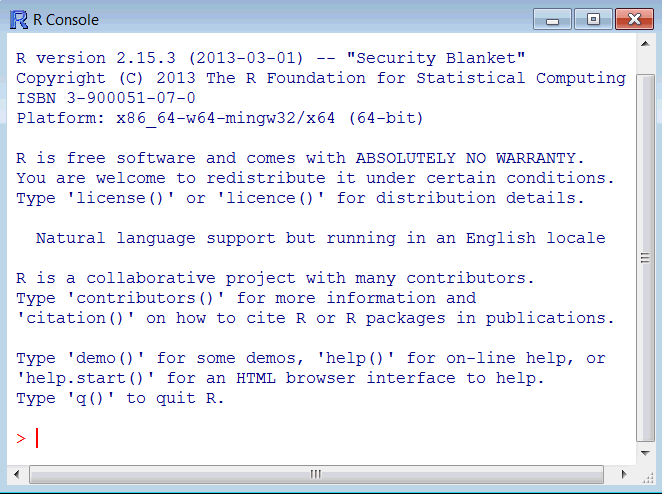 R Console
R version 2.15.3 (2013-03-01) -- "Security Blanket"
Copyright (C) 2013 The R Foundation for Statistical Computing
ISBN 3-900051-07-0
Platform: x86_64-w64-mingw32/x64 (64-bit)
R is free software and comes with ABSOLUTELY NO WARRANTY.
You are welcome to redistribute it under certain conditions.
Type 'license()' or 'licence()' for distribution details.
Natural language support but running in an English locale
R is a collaborative project with many contributors.
Type 'contributors()' for more information and
'citation()' on how to cite R or R packages in publications.
Type 'demo()' for some demos, 'help()' for on-line help, or
'help.start()' for an HTML browser interface to help.
Type 'q()' to quit R.
>